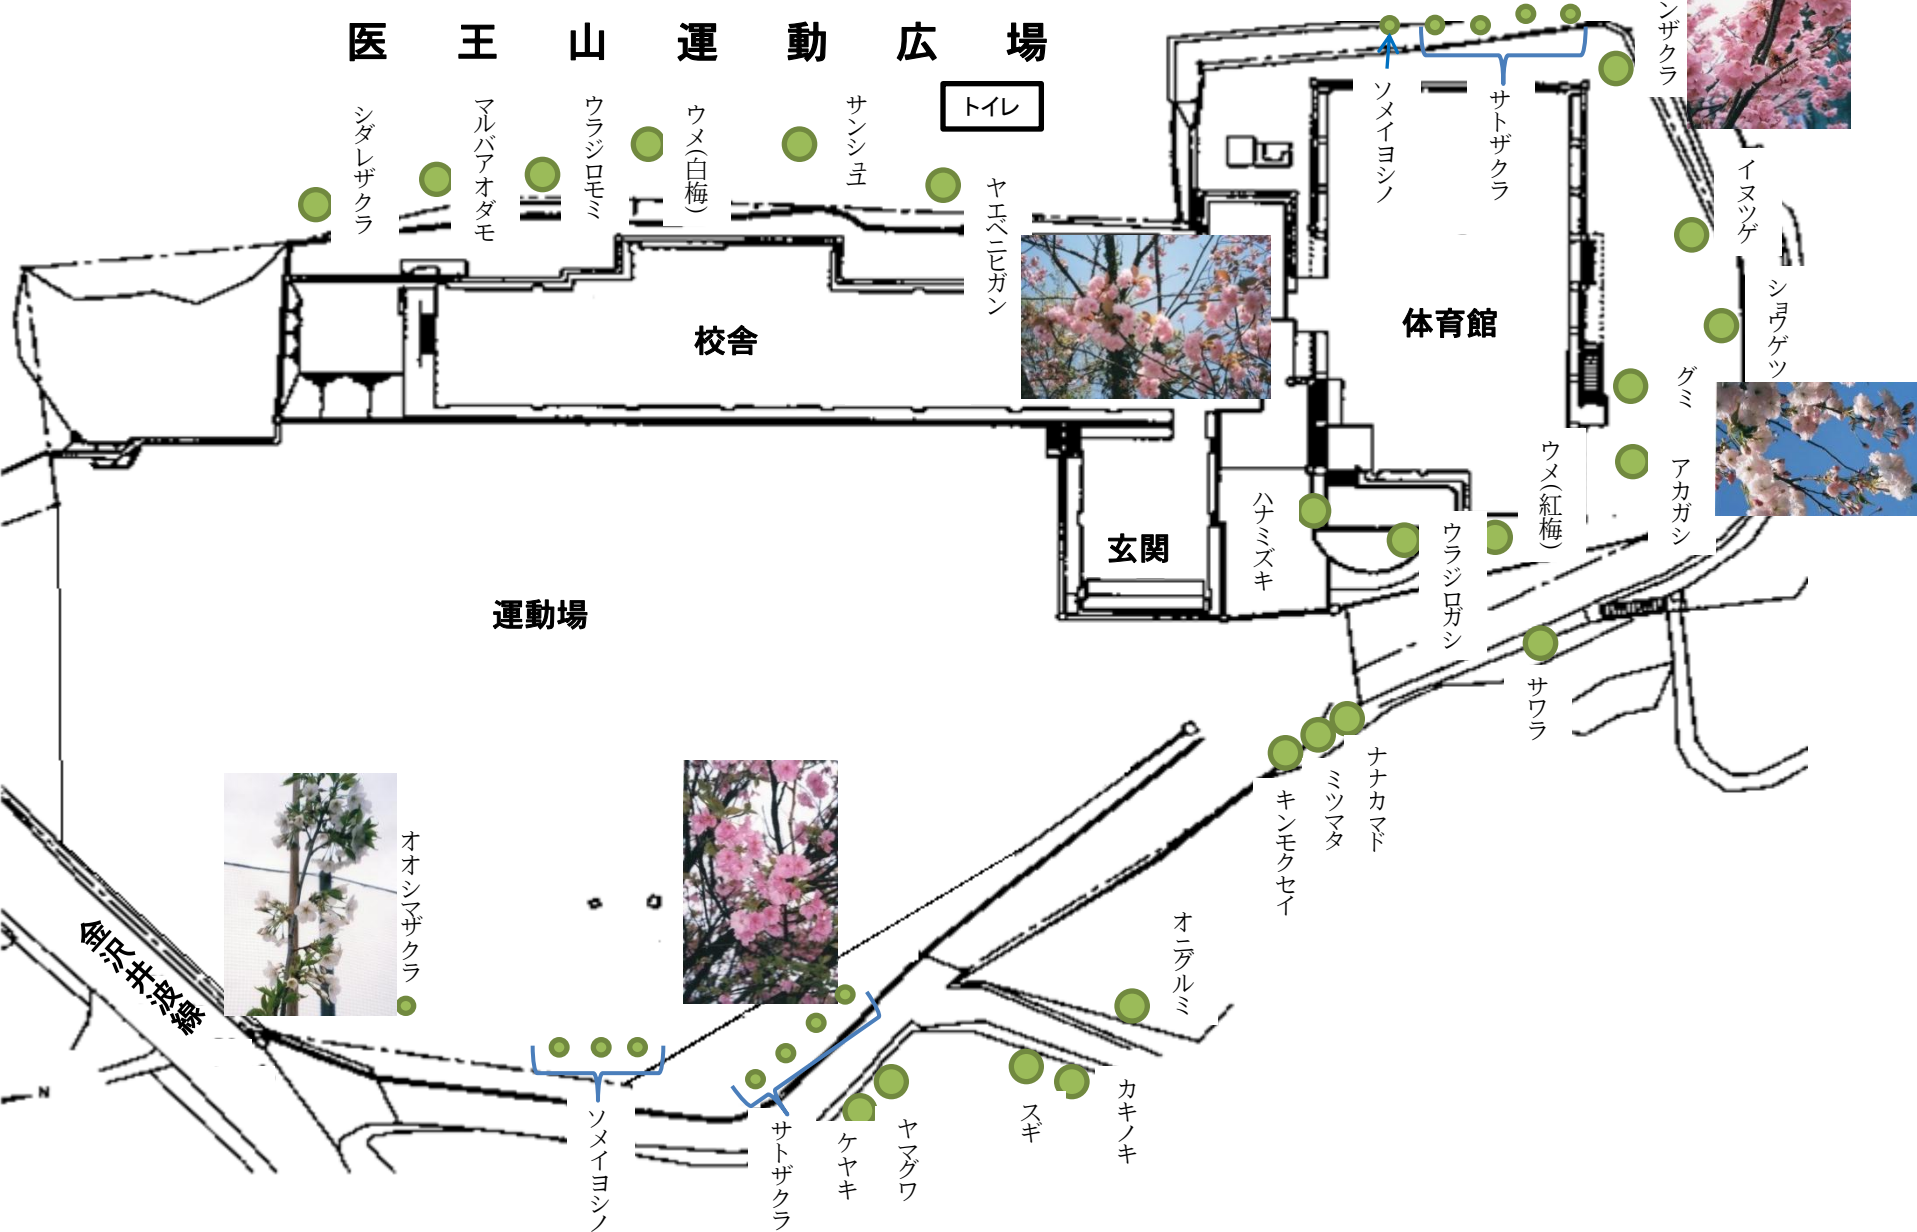 医王山運動広場
トイレ
シダレザクラ
マルバアオダモ
ウラジロモミ
ウメ(白梅)
サンシュユ
ヤエベニヒガン
ソメイヨシノ
サトザクラ
ンザクラ
イヌツゲ
ショウゲツ
グミ
アカガシ
校舎
体育館
玄関
ハナミズキ
ウラジロガシ
ウメ(紅梅)
サワラ
運動場
ナナカマド
ミツマタ
キンモクセイ
オオシマザクラ
金沢井波線
オニグルミ
ソメイヨシノ
サトザクラ
ケヤキ
ヤマグワ
スギ
カキノキ
N